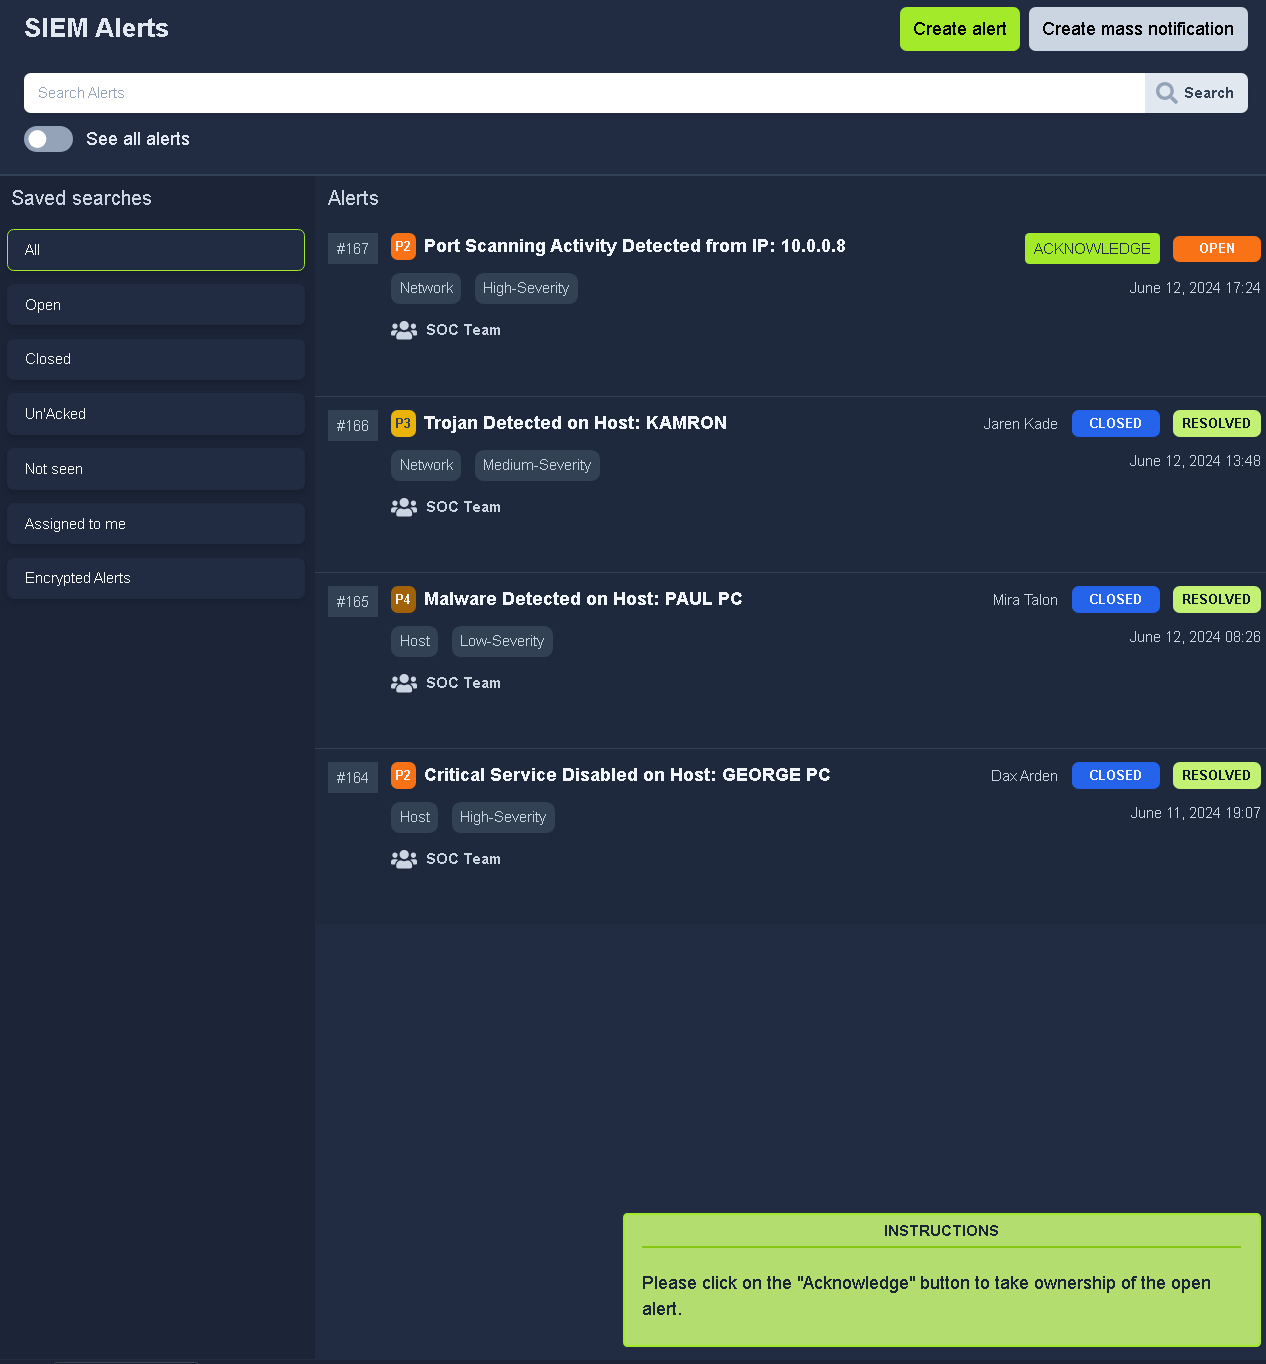 SIEM Alerts
Create alert
Create mass notification
Search Alerts
Search
See all alerts
Saved searches
All
Open
Closed
Un'Acked
Not seen
Assigned to me
Encrypted Alerts
Alerts
#167 P2 Port Scanning Activity Detected from IP: 10.0.0.8 ACKNOWLEDGE OPEN
Network High-Severity June 12, 2024 17:24
SOC Team
#166 P3 Trojan Detected on Host: KAMRON Jaren Kade CLOSED RESOLVED
Network Medium-Severity June 12, 2024 13:48
SOC Team
#165 P4 Malware Detected on Host: PAUL PC Mira Talon CLOSED RESOLVED
Host Low-Severity June 12, 2024 08:26
SOC Team
#164 P2 Critical Service Disabled on Host: GEORGE PC Dax Arden CLOSED RESOLVED
Host High-Severity June 11, 2024 19:07
SOC Team
INSTRUCTIONS
Please click on the "Acknowledge" button to take ownership of the open
alert.